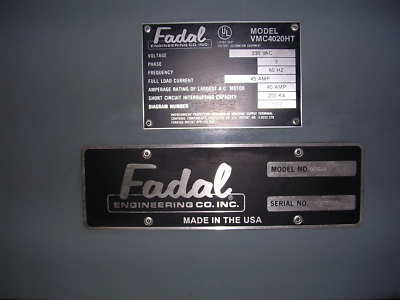 Fadal
ENGINEERING CO. INC.
UL
MODEL
VMC4020HT
VOLTAGE 230 VAC
PHASE 3
FREQUENCY 60 HZ
FULL LOAD CURRENT 45 AMP
AMPERAGE RATING OF LARGEST A.C. MOTOR 40 AMP
SHORT CIRCUIT INTERRUPTING CAPACITY
DIAGRAM NUMBER
Fadal
ENGINEERING CO. INC.
MADE IN THE USA
MODEL NO.
SERIAL NO.